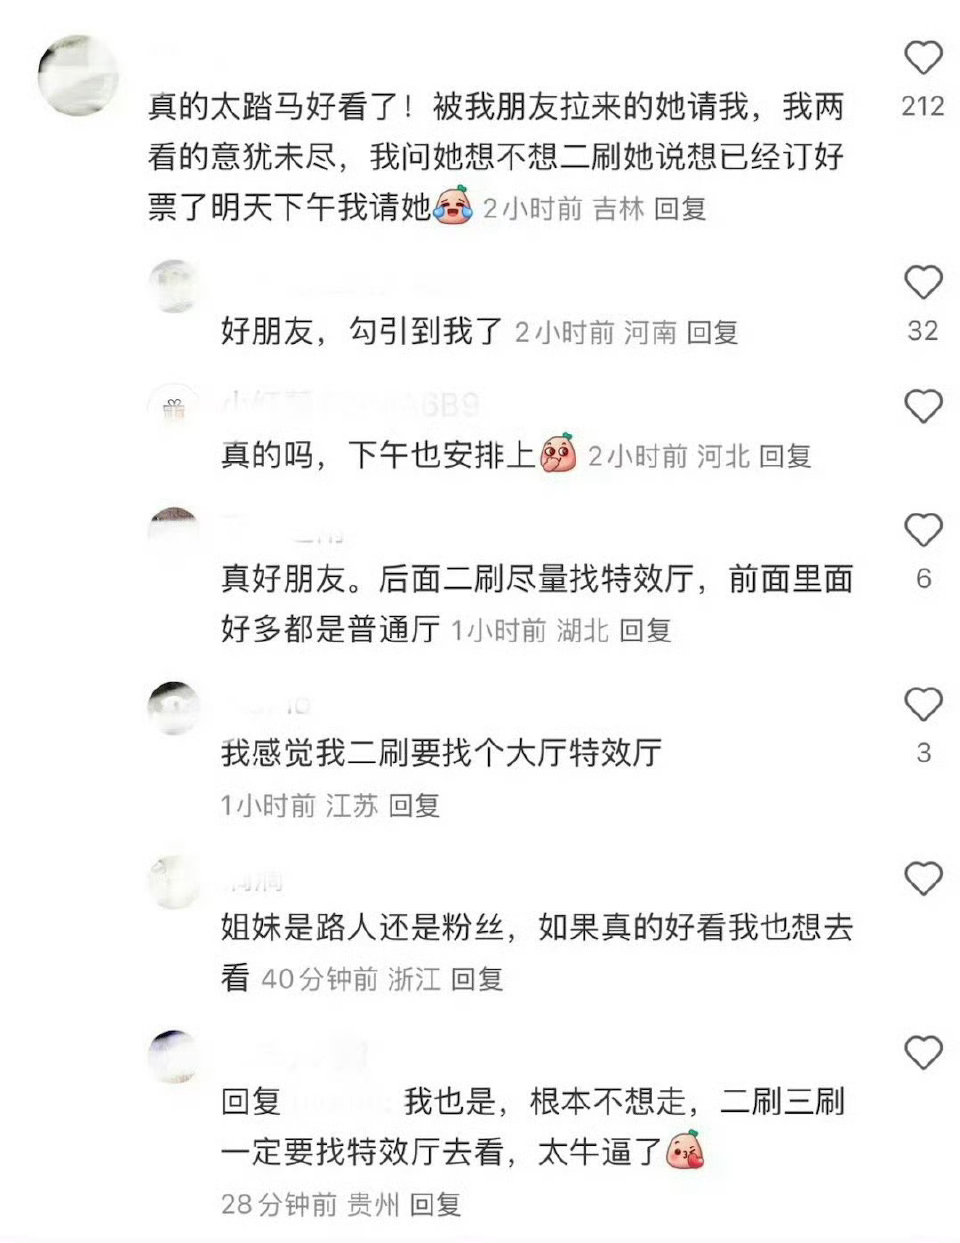 212
真的太踏马好看了！被我朋友拉来的她请我，我两
看的意犹未尽，我问她想不想二刷她说想已经订好
票了明天下午我请她 2小时前 吉林 回复
好朋友，勾引到我了 2小时前 河南 回复
32
真的吗，下午也安排上 2小时前 河北 回复
真好朋友。后面二刷尽量找特效厅，前面里面
6
好多都是普通厅 1小时前 湖北 回复
我感觉我二刷要找个大厅特效厅
3
1小时前 江苏 回复
姐妹是路人还是粉丝，如果真的好看我也想去
看 40分钟前 浙江 回复
回复 我也是，根本不想走，二刷三刷
一定要找特效厅去看，太牛逼了
28分钟前 贵州 回复